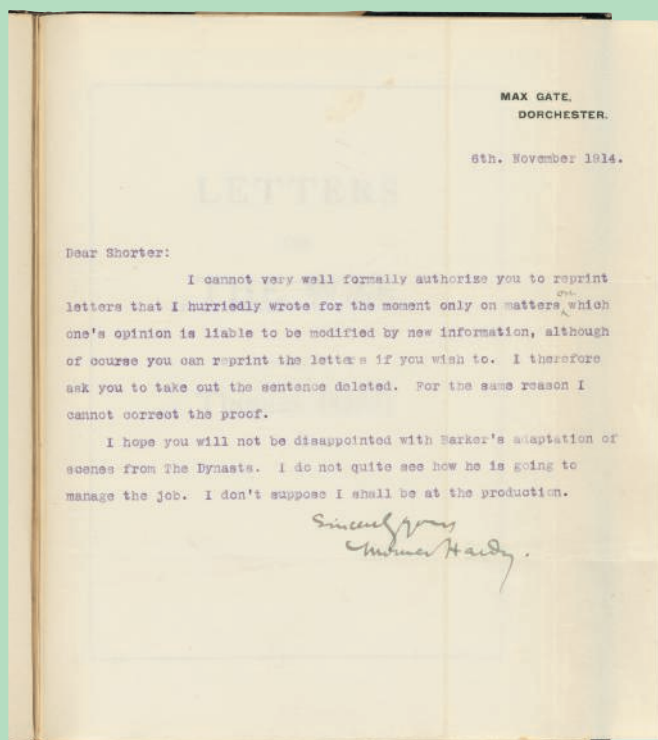 MAX GATE,
DORCHESTER.
6th. November 1914.
Dear Shorter:
I cannot very well formally authorize you to reprint
letters that I hurriedly wrote for the moment only on matters on which
one's opinion is liable to be modified by new information, although
of course you can reprint the letters if you wish to. I therefore
ask you to take out the sentence deleted. For the same reason I
cannot correct the proof.
I hope you will not be disappointed with Barker's adaptation of
scenes from The Dynasts. I do not quite see how he is going to
manage the job. I don't suppose I shall be at the production.
Sincerely yours
Thomas Hardy.
LETTERS